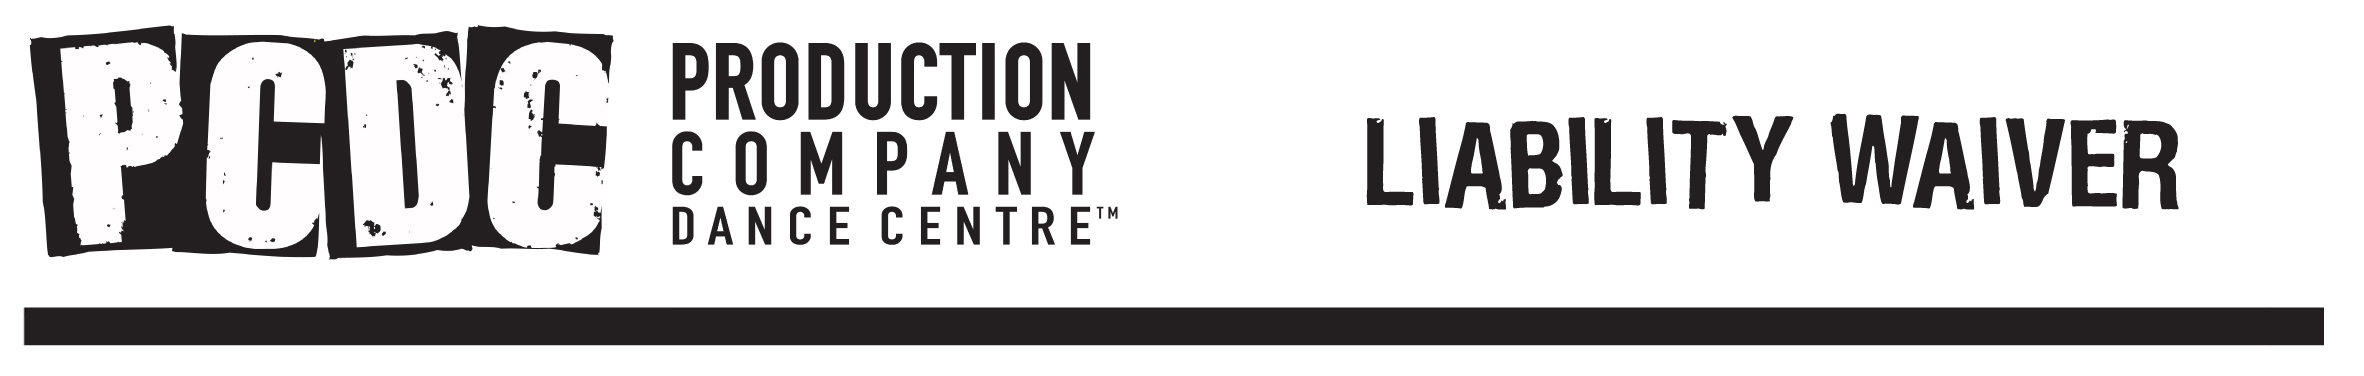 PCDC
PRODUCTION
COMPANY
DANCE CENTRE™
LIABILITY WAIVER